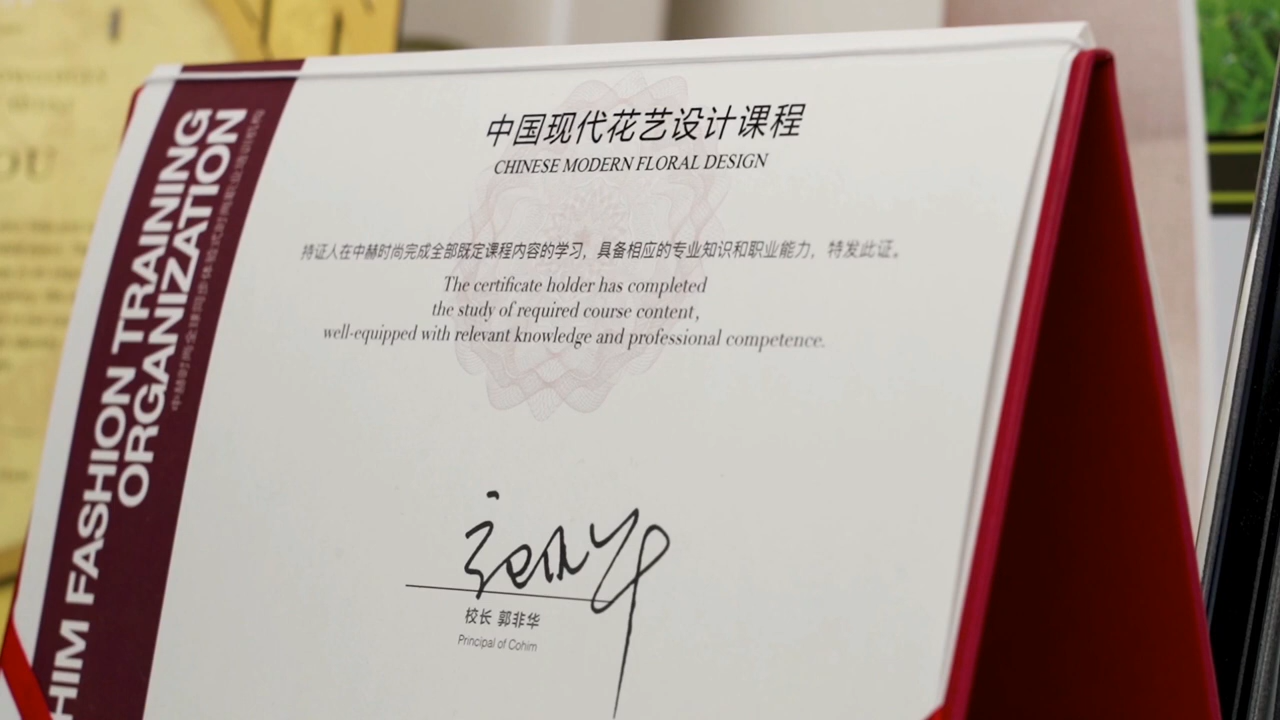 中国现代花艺设计课程
CHINESE MODERN FLORAL DESIGN
持证人在中赫时尚完成全部既定课程内容的学习，具备相应的专业知识和职业能力，特发此证。
The certificate holder has completed
the study of required course content,
well-equipped with relevant knowledge and professional competence.
校长 郭非华
Principal of Cohim
HIM FASHION TRAINING
ORGANIZATION
OU